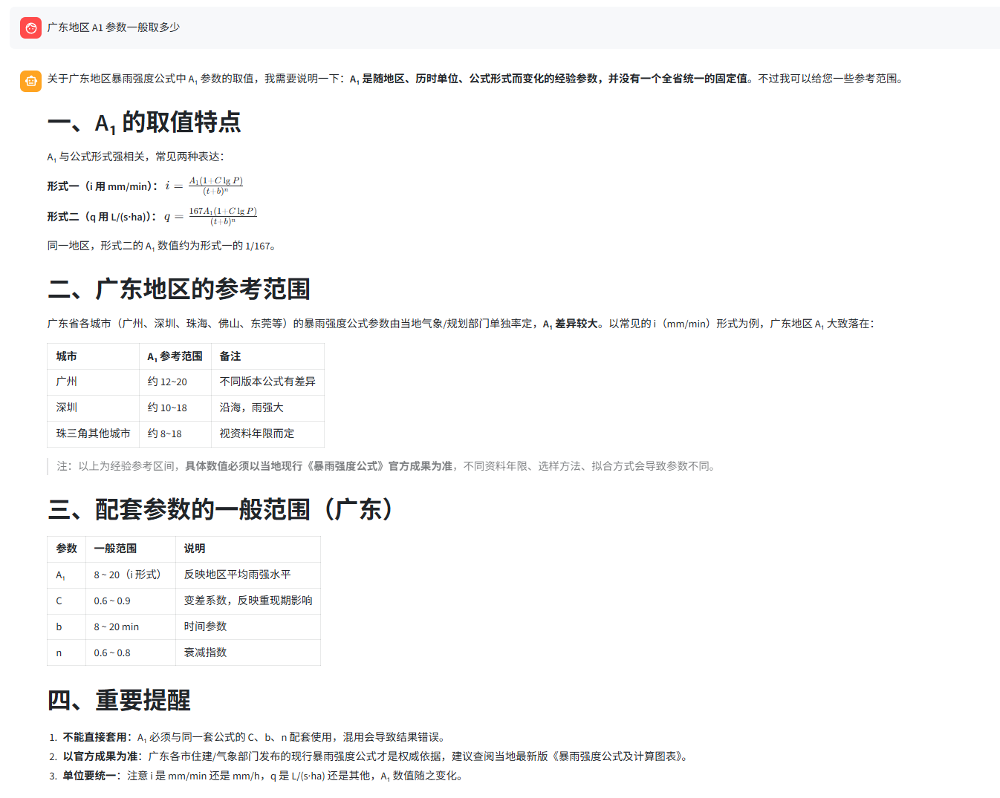 广东地区 A1 参数一般取多少
关于广东地区暴雨强度公式中 A₁ 参数的取值，我需要说明一下：A₁ 是随地区、历时单位、公式形式而变化的经验参数，并没有一个全省统一的固定值。不过我可以给您一些参考范围。
一、A₁ 的取值特点
A₁ 与公式形式强相关，常见两种表达：
形式一（i 用 mm/min）： i = A₁(1+C lg P) / (t+b)ⁿ
形式二（q 用 L/(s·ha)）： q = 167A₁(1+C lg P) / (t+b)ⁿ
同一地区，形式二的 A₁ 数值约为形式一的 1/167。
二、广东地区的参考范围
广东省各城市（广州、深圳、珠海、佛山、东莞等）的暴雨强度公式参数由当地气象/规划部门单独率定，A₁ 差异较大。以常见的 i（mm/min）形式为例，广东地区 A₁ 大致落在：
城市 A₁ 参考范围 备注
广州 约 12~20 不同版本公式有差异
深圳 约 10~18 沿海，雨强大
珠三角其他城市 约 8~18 视资料年限而定
注：以上为经验参考区间，具体数值必须以当地现行《暴雨强度公式》官方成果为准，不同资料年限、选样方法、拟合方式会导致参数不同。
三、配套参数的一般范围（广东）
参数 一般范围 说明
A₁ 8 ~ 20（i 形式） 反映地区平均雨强水平
C 0.6 ~ 0.9 变差系数，反映重现期影响
b 8 ~ 20 min 时间参数
n 0.6 ~ 0.8 衰减指数
四、重要提醒
1. 不能直接套用：A₁ 必须与同一套公式的 C、b、n 配套使用，混用会导致结果错误。
2. 以官方成果为准：广东各市住建/气象部门发布的现行暴雨强度公式才是权威依据，建议查阅当地最新版《暴雨强度公式及计算图表》。
3. 单位要统一：注意 i 是 mm/min 还是 mm/h，q 是 L/(s·ha) 还是其他，A₁ 数值随之变化。